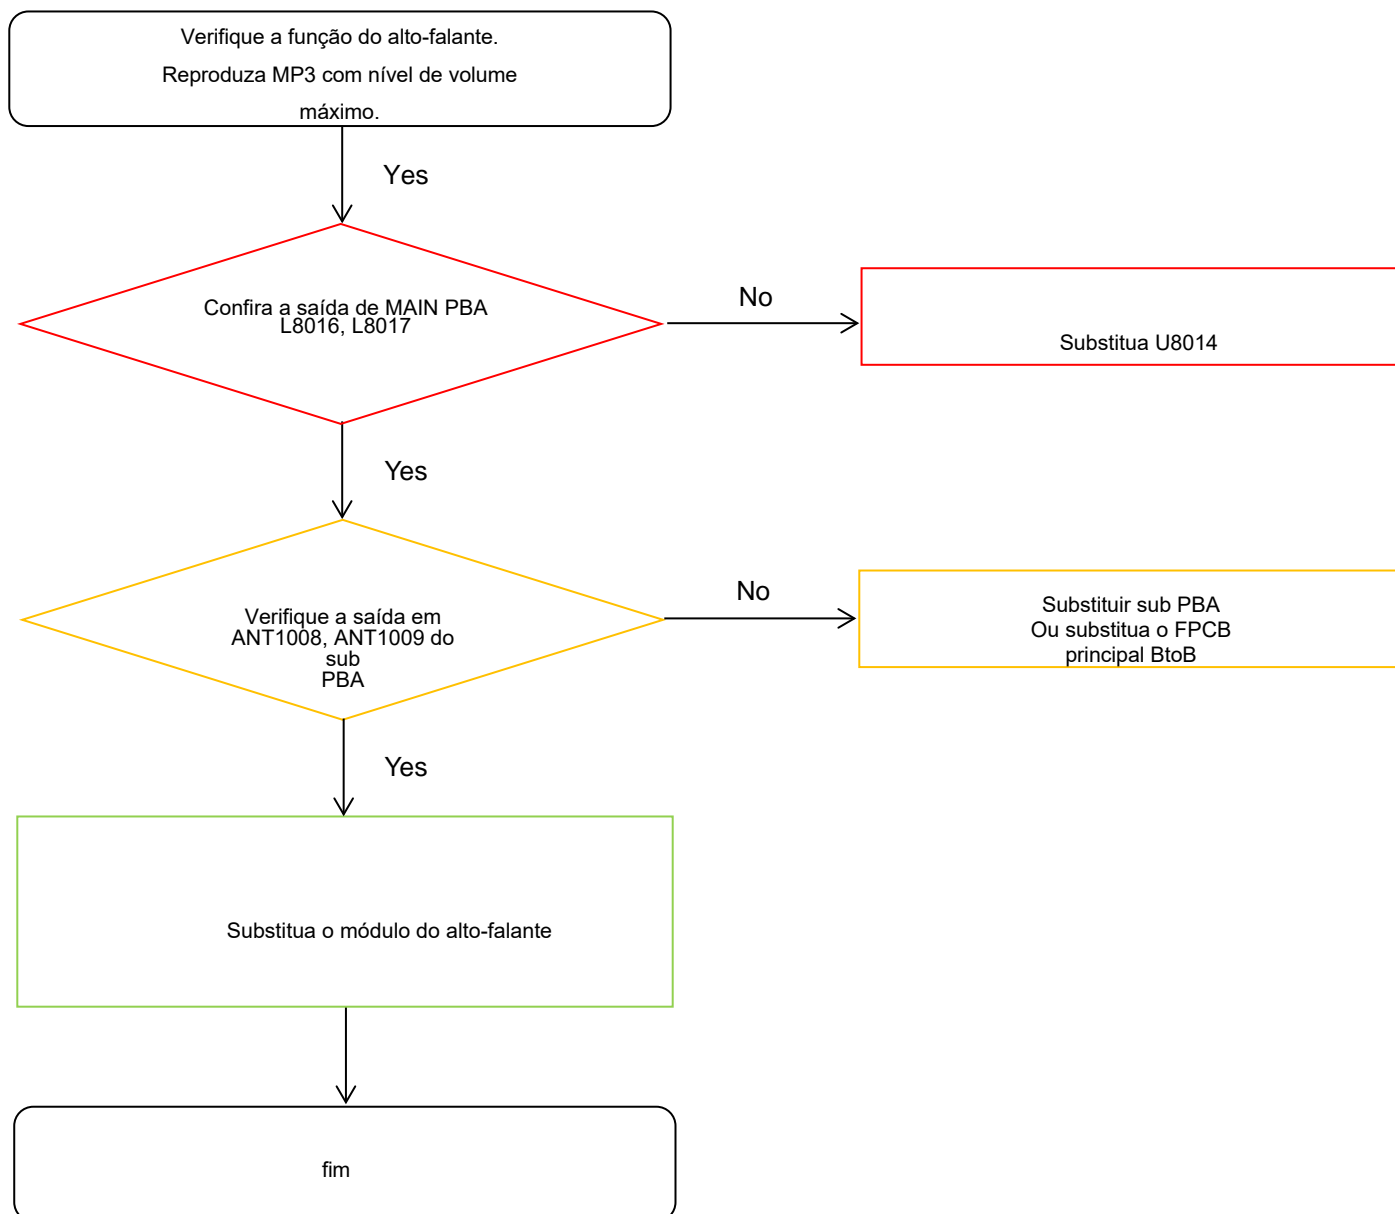 Verifique a função do alto-falante.
Reproduza MP3 com nível de volume
máximo.
Yes
Confira a saída de MAIN PBA
L8016, L8017
No
Substitua U8014
Yes
Verifique a saída em
ANT1008, ANT1009 do
sub
PBA
No
Substituir sub PBA
Ou substitua o FPCB
principal BtoB
Yes
Substitua o módulo do alto-falante
fim